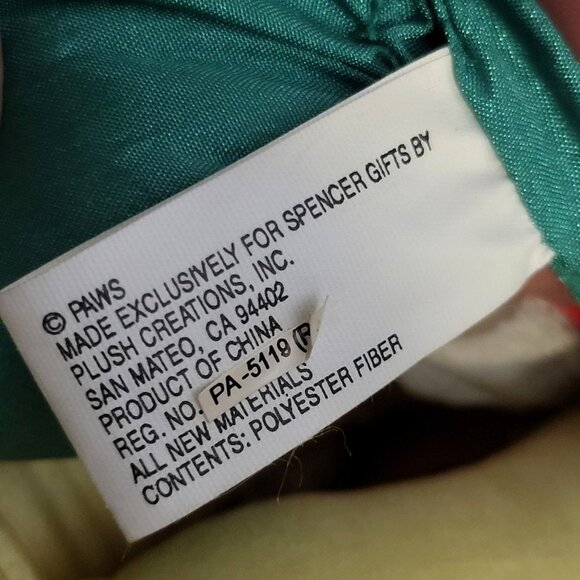 © PAWS
MADE EXCLUSIVELY FOR SPENCER GIFTS BY
PLUSH CREATIONS, INC.
SAN MATEO, CA 94402
PRODUCT OF CHINA
REG. NO. PA-5119 (R
ALL NEW MATERIALS
CONTENTS: POLYESTER FIBER